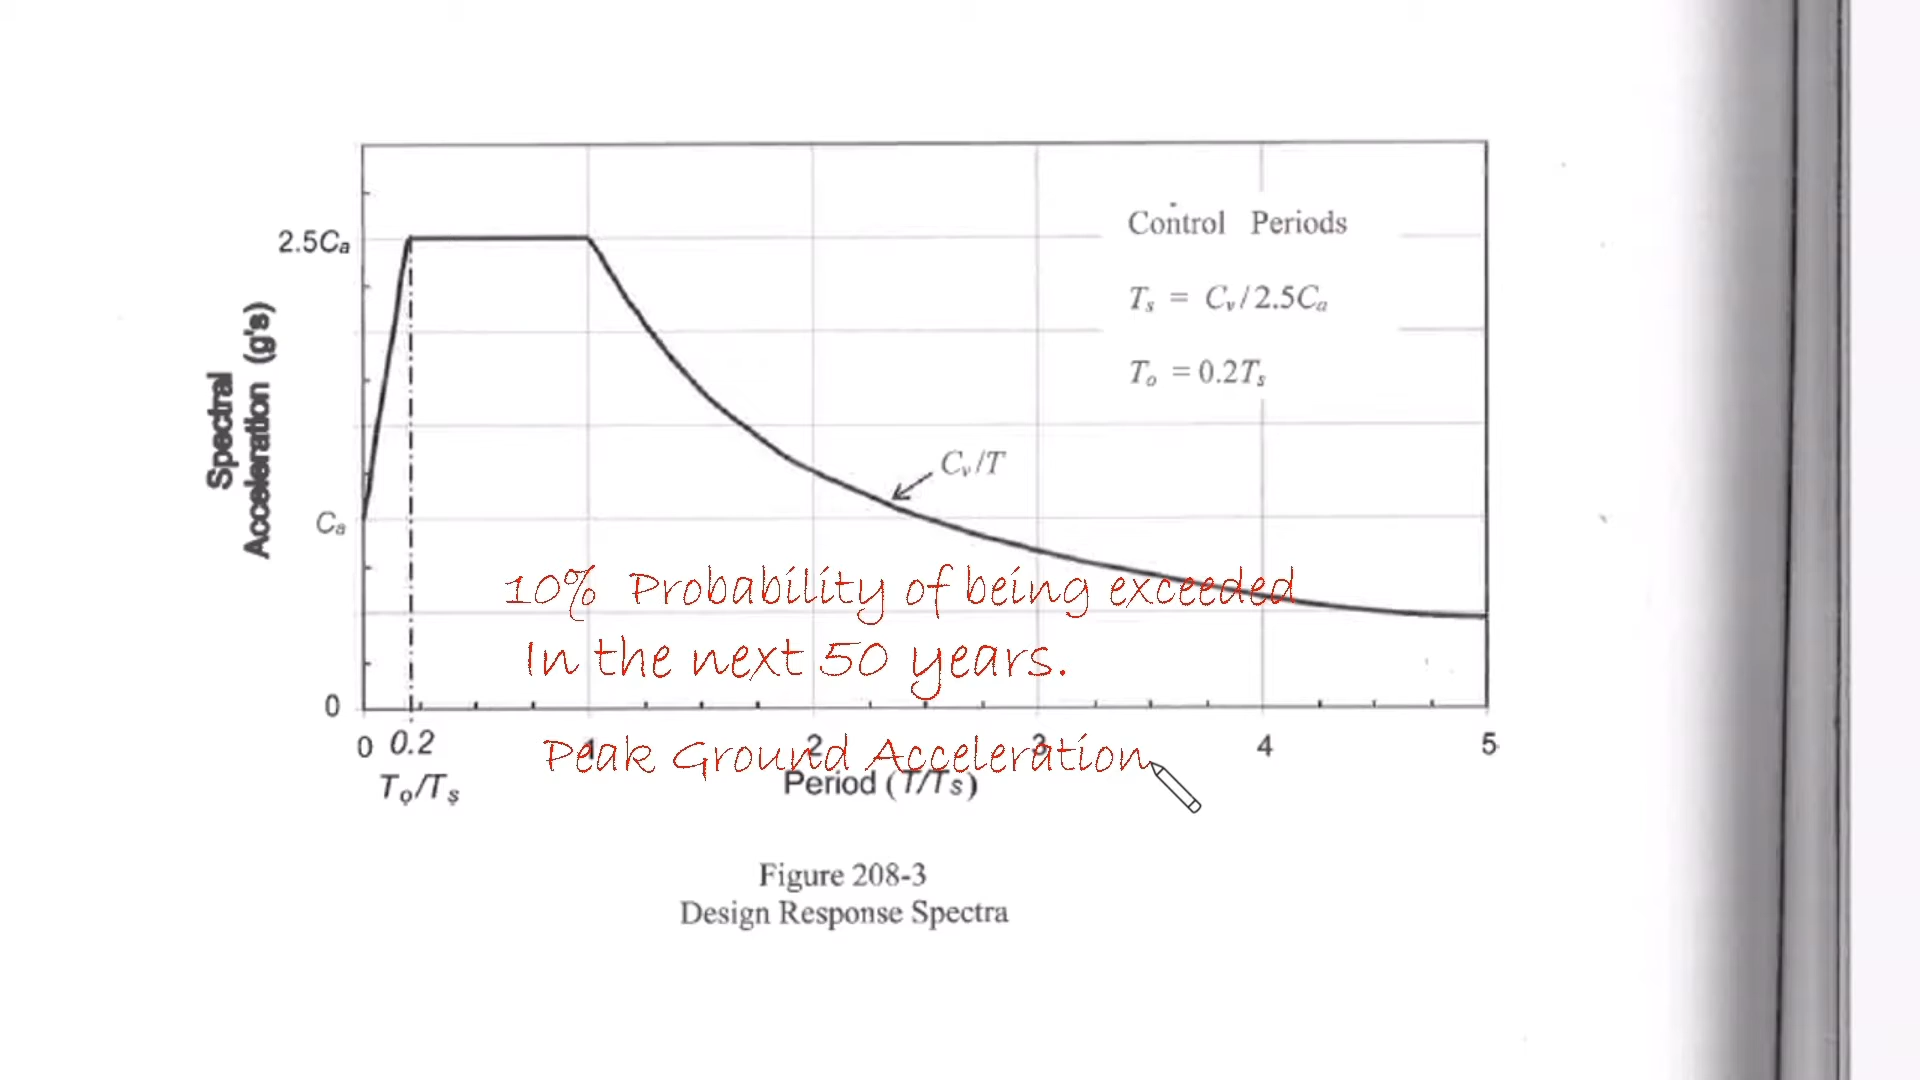 Control Periods
2.5Ca
Ts = Cv/2.5Ca
To = 0.2Ts
Spectral
Acceleration (g's)
Cv/T
Ca
10% Probability of being exceeded
In the next 50 years.
0
0 0.2 1 2 3 4 5
Peak Ground Acceleration
To/Ts
Period (T/Ts)
Figure 208-3
Design Response Spectra